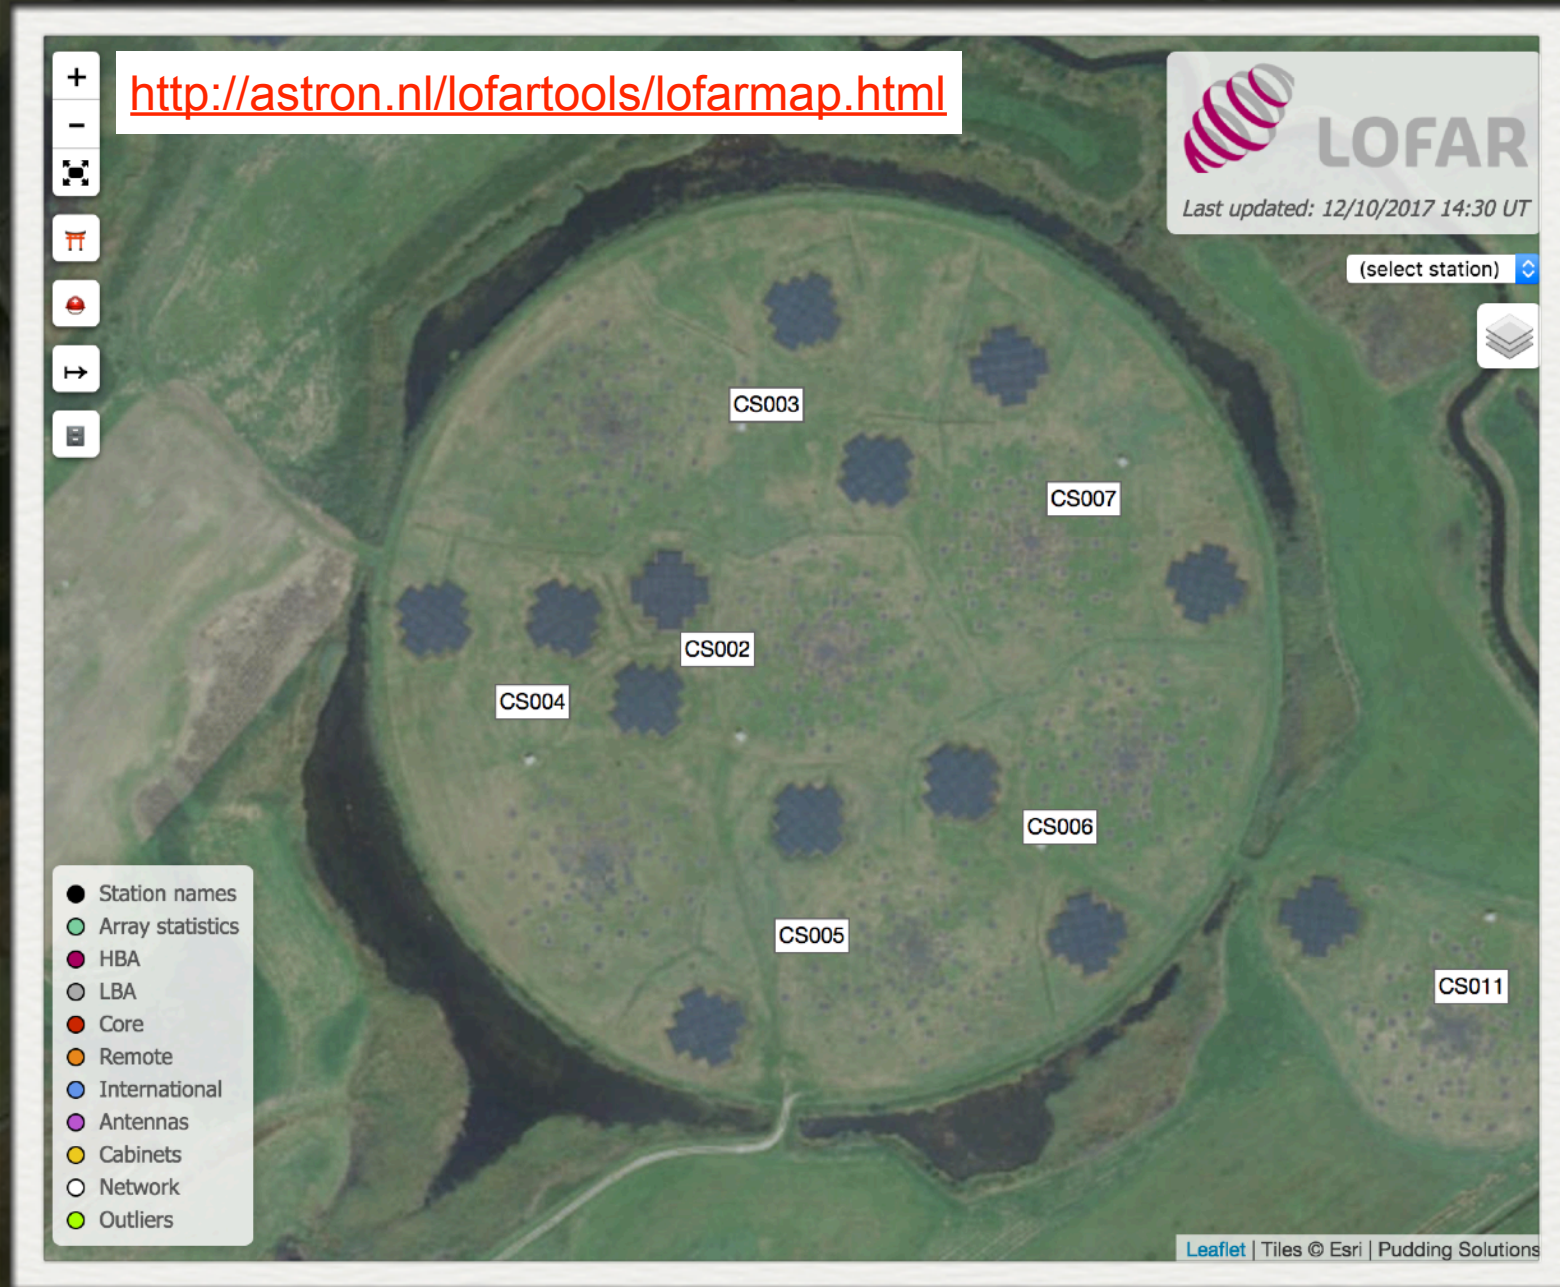 +
http://astron.nl/lofartools/lofarmap.html
−
LOFAR
Last updated: 12/10/2017 14:30 UT
(select station)
CS003
CS007
CS002
CS004
CS006
CS005
CS011
Station names
Array statistics
HBA
LBA
Core
Remote
International
Antennas
Cabinets
Network
Outliers
Leaflet | Tiles © Esri | Pudding Solutions